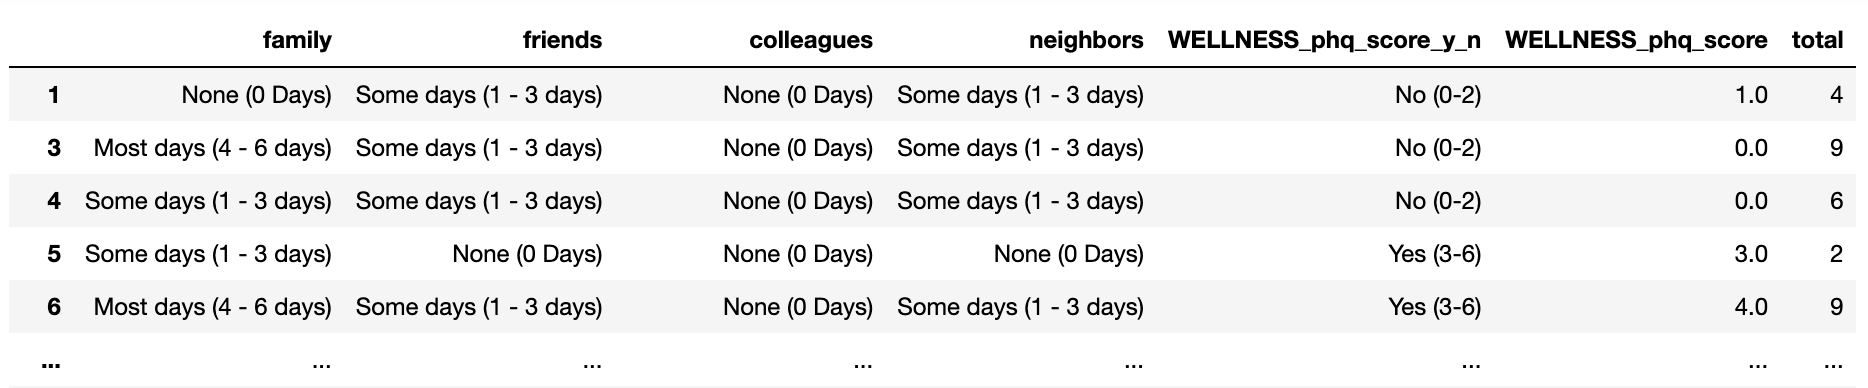 family friends colleagues neighbors WELLNESS_phq_score_y_n WELLNESS_phq_score total
1 None (0 Days) Some days (1 - 3 days) None (0 Days) Some days (1 - 3 days) No (0-2) 1.0 4
3 Most days (4 - 6 days) Some days (1 - 3 days) None (0 Days) Some days (1 - 3 days) No (0-2) 0.0 9
4 Some days (1 - 3 days) Some days (1 - 3 days) None (0 Days) Some days (1 - 3 days) No (0-2) 0.0 6
5 Some days (1 - 3 days) None (0 Days) None (0 Days) None (0 Days) Yes (3-6) 3.0 2
6 Most days (4 - 6 days) Some days (1 - 3 days) None (0 Days) Some days (1 - 3 days) Yes (3-6) 4.0 9
... ... ... ... ... ... ... ...